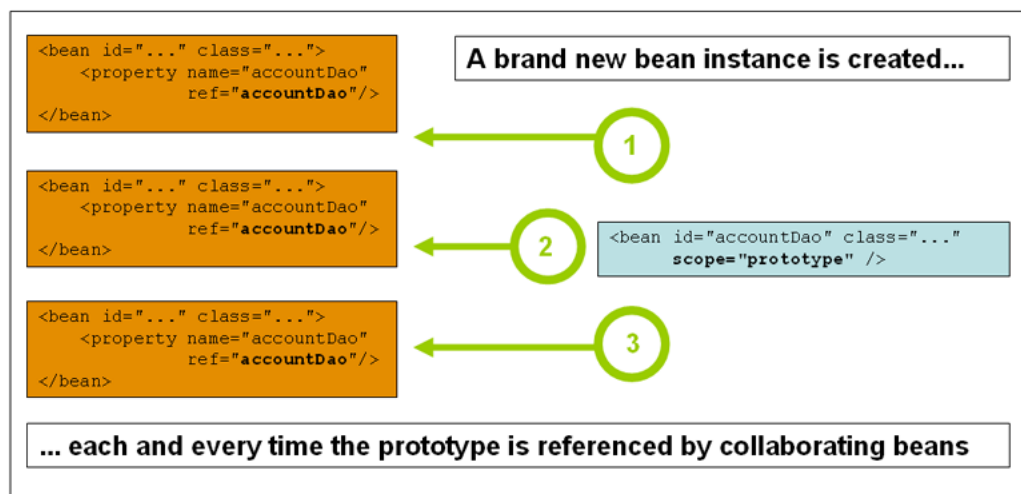 <bean id="..." class="...">
    <property name="accountDao"
              ref="accountDao"/>
</bean>
A brand new bean instance is created...
1
<bean id="..." class="...">
    <property name="accountDao"
              ref="accountDao"/>
</bean>
2
<bean id="accountDao" class="..."
      scope="prototype" />
<bean id="..." class="...">
    <property name="accountDao"
              ref="accountDao"/>
</bean>
3
... each and every time the prototype is referenced by collaborating beans